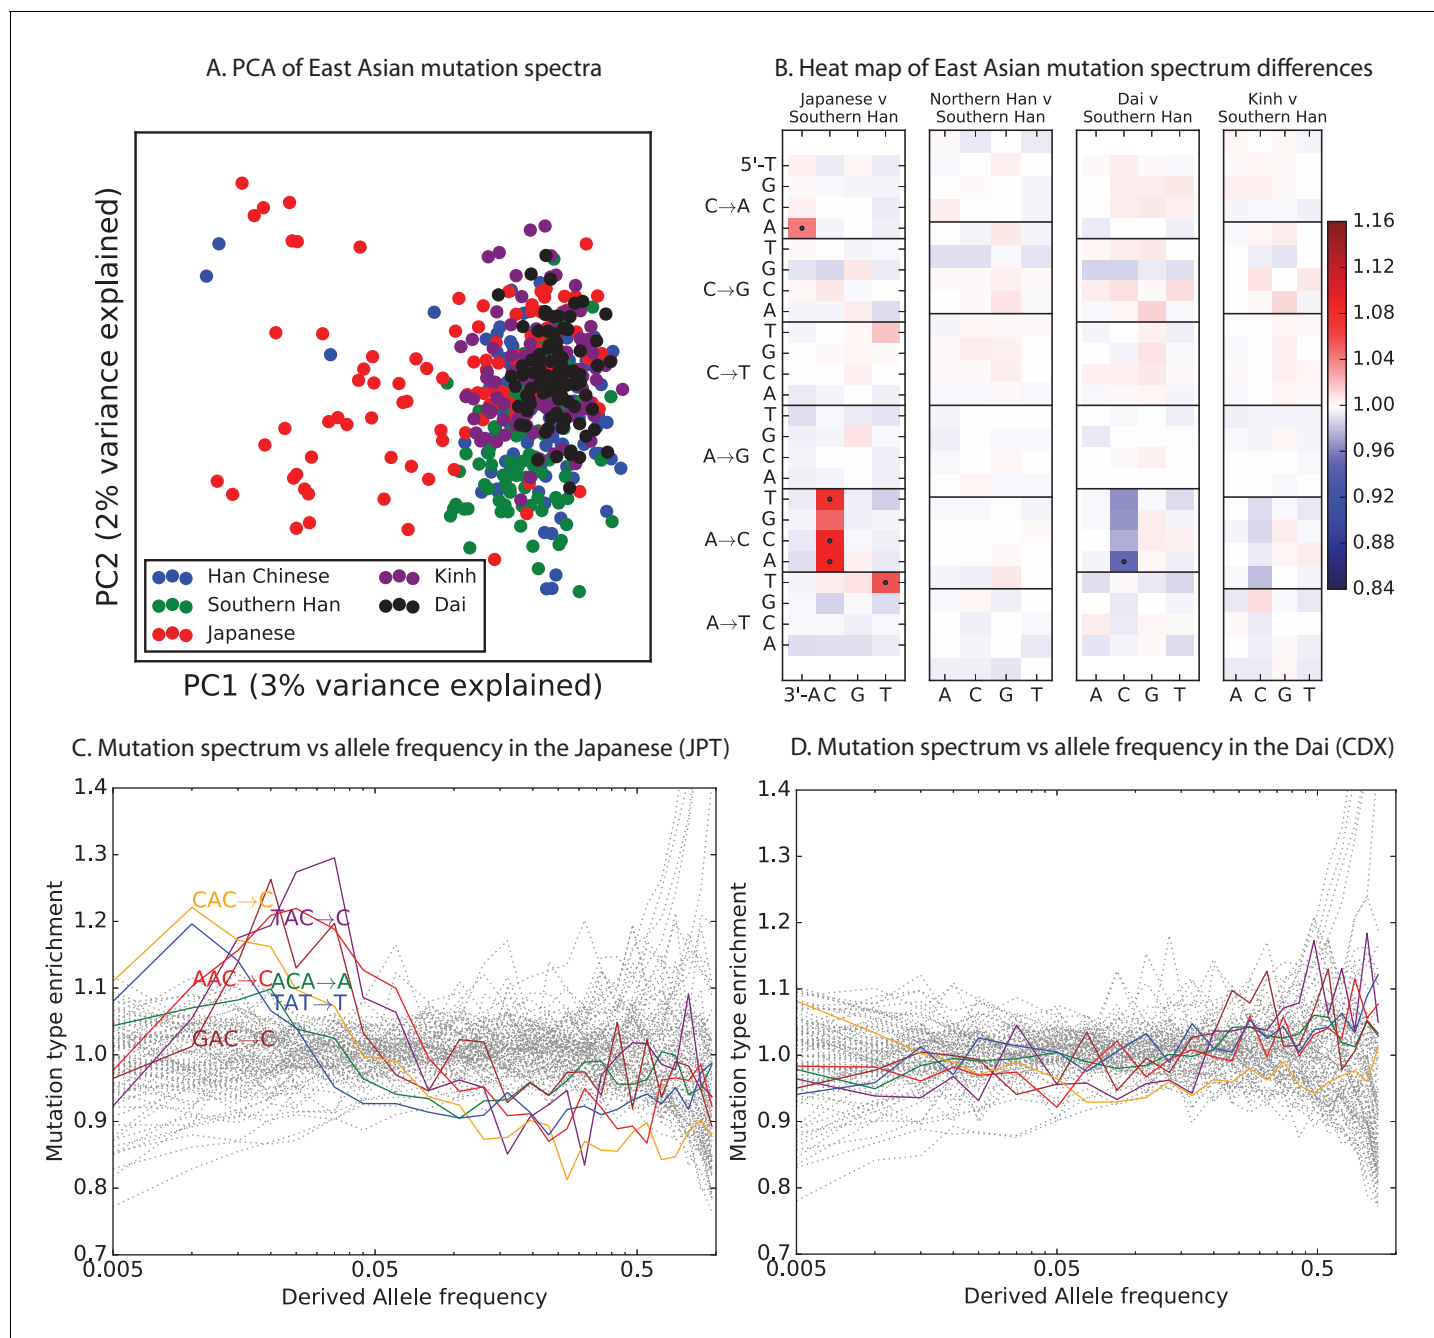 A. PCA of East Asian mutation spectra
PC2 (2% variance explained)
Han Chinese
Southern Han
Japanese
Kinh
Dai
PC1 (3% variance explained)
B. Heat map of East Asian mutation spectrum differences
Japanese v
Southern Han
Northern Han v
Southern Han
Dai v
Southern Han
Kinh v
Southern Han
5'-T
G
C→A C
A
T
G
C→G C
A
T
G
C→T C
A
T
G
A→G C
A
T
G
A→C C
A
T
G
A→T C
A
3'-A C G T
A C G T
A C G T
A C G T
1.16
1.12
1.08
1.04
1.00
0.96
0.92
0.88
0.84
C. Mutation spectrum vs allele frequency in the Japanese (JPT)
Mutation type enrichment
1.4
1.3
1.2
1.1
1.0
0.9
0.8
0.7
CAC→C
TAC→C
AAC→C
ACA→A
TAT→T
GAC→C
0.005 0.05 0.5
Derived Allele frequency
D. Mutation spectrum vs allele frequency in the Dai (CDX)
Mutation type enrichment
1.4
1.3
1.2
1.1
1.0
0.9
0.8
0.7
0.005 0.05 0.5
Derived Allele frequency